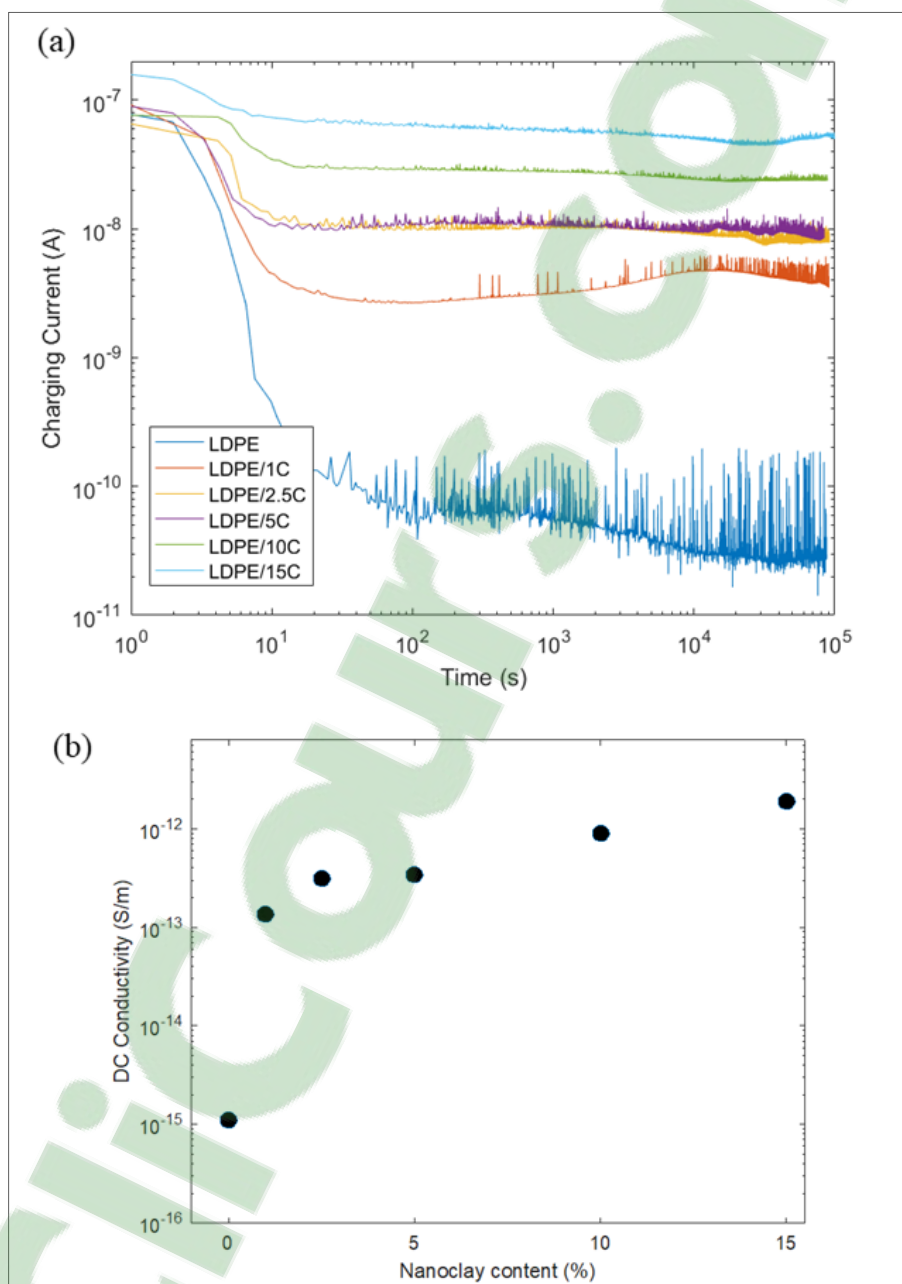 (a)
10^-7
10^-8
10^-9
10^-10
10^-11
Charging Current (A)
LDPE
LDPE/1C
LDPE/2.5C
LDPE/5C
LDPE/10C
LDPE/15C
10^0 10^1 10^2 10^3 10^4 10^5
Time (s)
(b)
10^-12
10^-13
10^-14
10^-15
10^-16
DC Conductivity (S/m)
0 5 10 15
Nanoclay content (%)